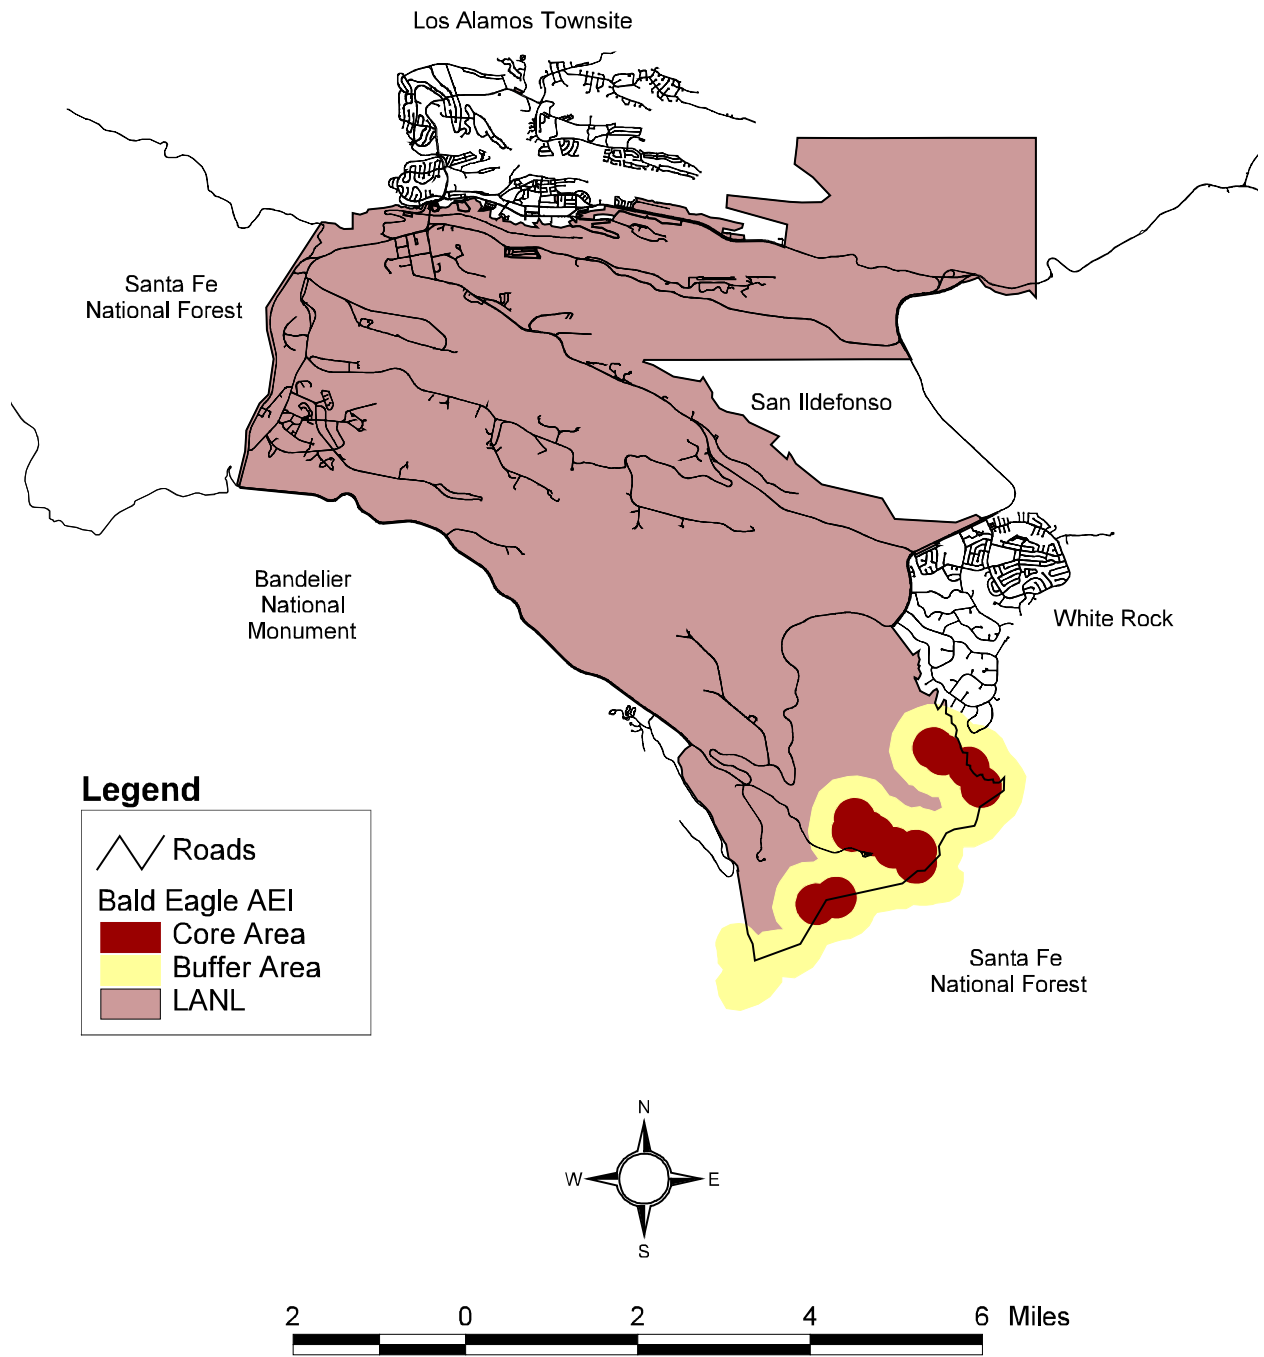 Los Alamos Townsite
Santa Fe
National Forest
San Ildefonso
Bandelier
National
Monument
White Rock
Legend
Roads
Bald Eagle AEI
Core Area
Buffer Area
LANL
Santa Fe
National Forest
N
W E
S
2 0 2 4 6 Miles